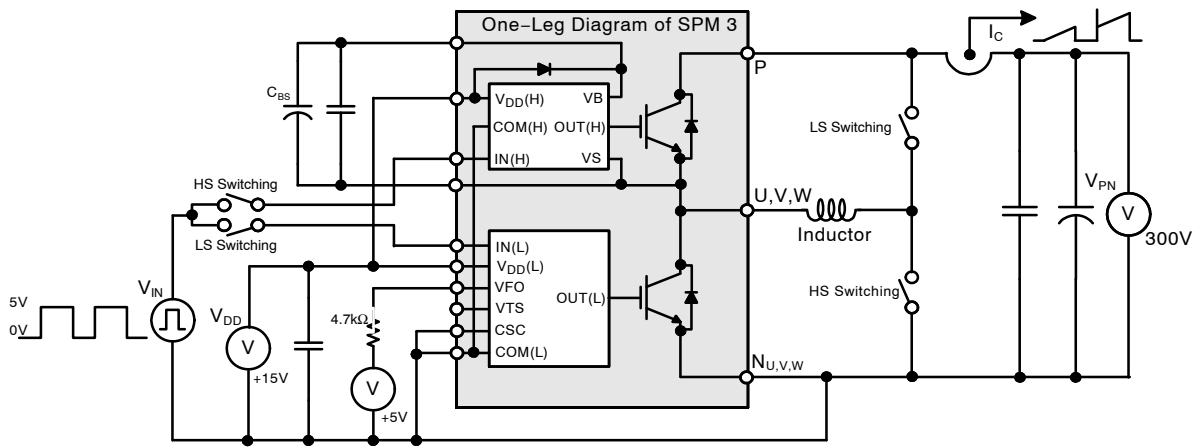 One–Leg Diagram of SPM 3
I_C
P
C_BS
V_DD(H)
VB
COM(H)
OUT(H)
LS Switching
IN(H)
VS
HS Switching
U,V,W
V_PN
V
300V
LS Switching
Inductor
IN(L)
V_DD(L)
VFO
OUT(L)
HS Switching
V_IN
5V
0V
V_DD
4.7kΩ
VTS
CSC
COM(L)
V
+15V
V
+5V
N_U,V,W